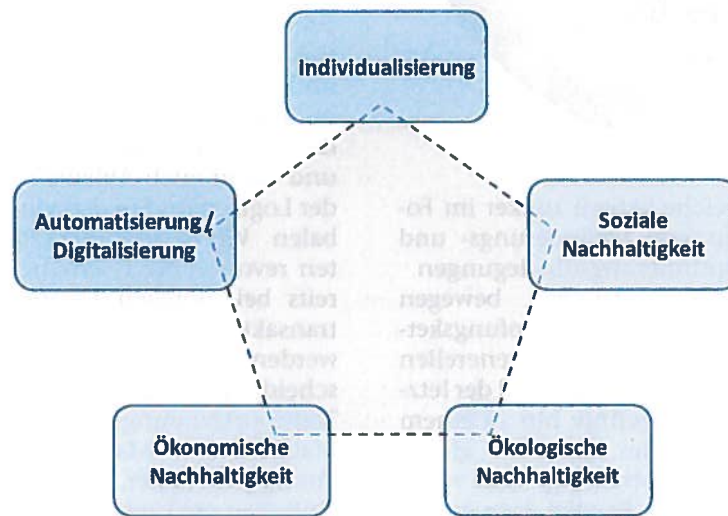 Individualisierung
Automatisierung/
Digitalisierung
Soziale
Nachhaltigkeit
Ökonomische
Nachhaltigkeit
Ökologische
Nachhaltigkeit